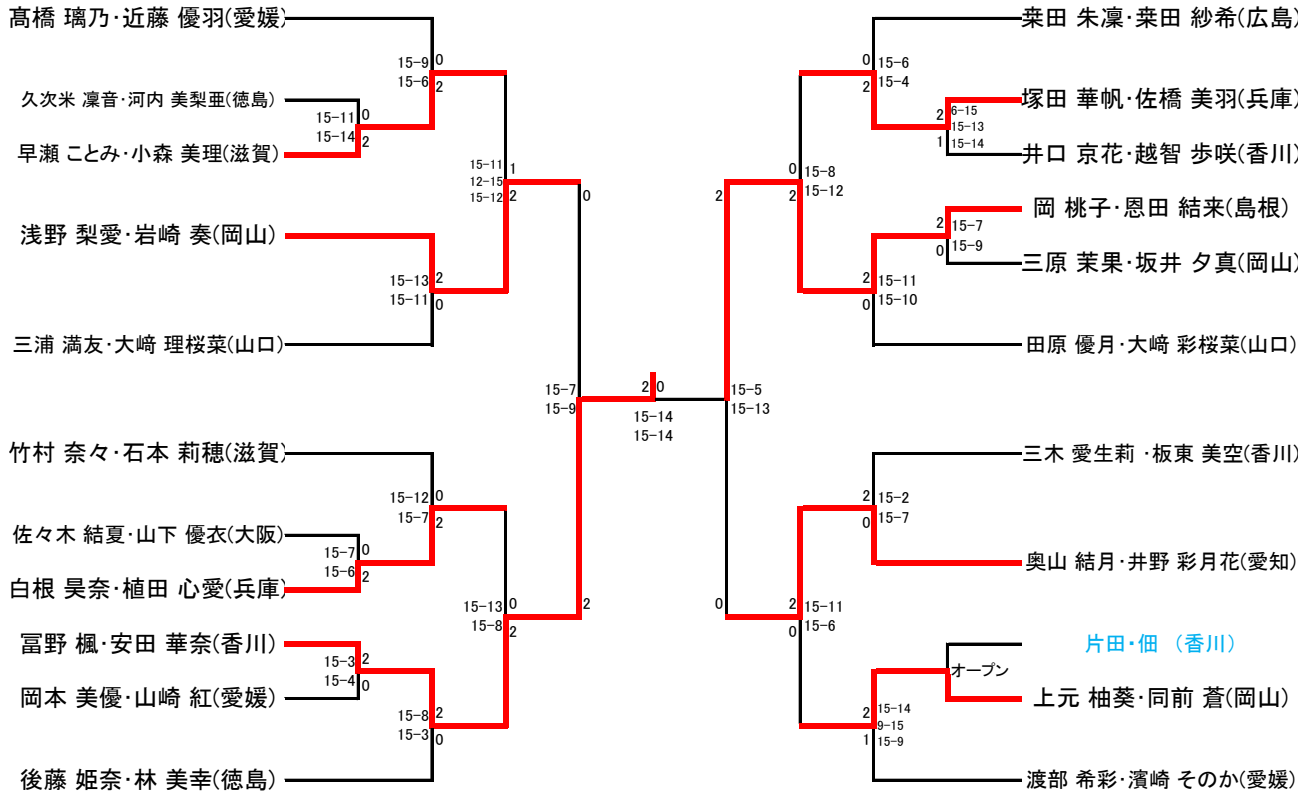 髙橋 璃乃・近藤 優羽(愛媛)
15-9 0
15-6 2
久次米 凜音・河内 美梨亜(徳島)
15-11 0
15-14 2
早瀬 ことみ・小森 美理(滋賀)
15-11 1
12-15
15-12 2
0
浅野 梨愛・岩崎 奏(岡山)
15-13 2
15-11 0
三浦 満友・大﨑 理桜菜(山口)
15-7
15-9
竹村 奈々・石本 莉穂(滋賀)
15-12 0
15-7 2
佐々木 結夏・山下 優衣(大阪)
15-7 0
15-6 2
白根 昊奈・植田 心愛(兵庫)
15-13 0
15-8 2
2
冨野 楓・安田 華奈(香川)
15-3 2
15-4 0
岡本 美優・山崎 紅(愛媛)
15-8 2
15-3 0
後藤 姫奈・林 美幸(徳島)
2 0
15-14
15-14
桒田 朱凜・桒田 紗希(広島)
0 15-6
2 15-4
塚田 華帆・佐橋 美羽(兵庫)
2 6-15
15-13
1 15-14
井口 京花・越智 歩咲(香川)
0 15-8
2 15-12
2
岡 桃子・恩田 結来(島根)
2 15-7
0 15-9
三原 茉果・坂井 夕真(岡山)
2 15-11
0 15-10
田原 優月・大﨑 彩桜菜(山口)
15-5
15-13
三木 愛生莉 ・板東 美空(香川)
2 15-2
0 15-7
奥山 結月・井野 彩月花(愛知)
0
2 15-11
0 15-6
片田・佃 （香川）
オープン
上元 柚葵・同前 蒼(岡山)
2 15-14
9-15
1 15-9
渡部 希彩・濱崎 そのか(愛媛)